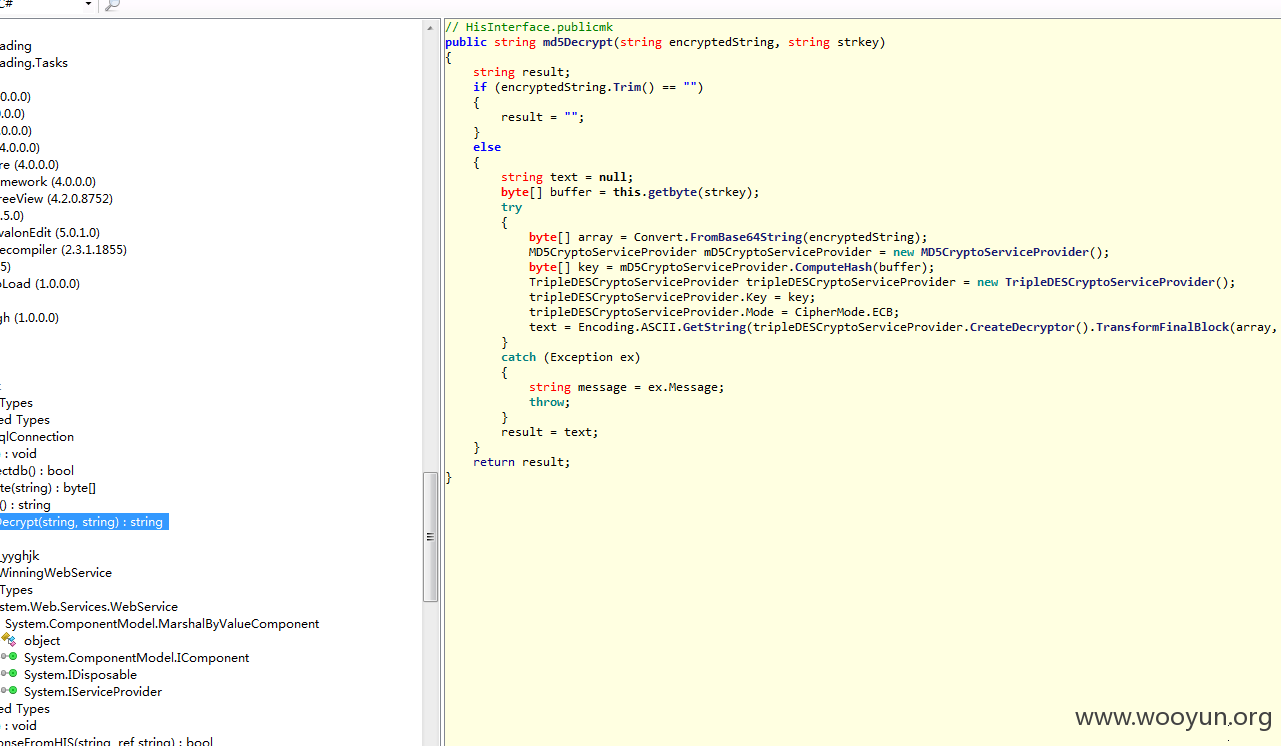 C#
ading
ading.Tasks
0.0.0)
.0.0)
.0.0.0)
4.0.0.0)
re (4.0.0.0)
mework (4.0.0.0)
reeView (4.2.0.8752)
.5.0)
valonEdit (5.0.1.0)
ecompiler (2.3.1.1855)
5)
oLoad (1.0.0.0)
gh (1.0.0.0)
Types
ed Types
qlConnection
) : void
ectdb() : bool
te(string) : byte[]
() : string
Decrypt(string, string) : string
_yyghjk
WinningWebService
Types
stem.Web.Services.WebService
System.ComponentModel.MarshalByValueComponent
object
System.ComponentModel.IComponent
System.IDisposable
System.IServiceProvider
ed Types
) : void
onseFromHIS(string, ref string) : bool
// HisInterface.publicmk
public string md5Decrypt(string encryptedString, string strkey)
{
string result;
if (encryptedString.Trim() == "")
{
result = "";
}
else
{
string text = null;
byte[] buffer = this.getbyte(strkey);
try
{
byte[] array = Convert.FromBase64String(encryptedString);
MD5CryptoServiceProvider mD5CryptoServiceProvider = new MD5CryptoServiceProvider();
byte[] key = mD5CryptoServiceProvider.ComputeHash(buffer);
TripleDESCryptoServiceProvider tripleDESCryptoServiceProvider = new TripleDESCryptoServiceProvider();
tripleDESCryptoServiceProvider.Key = key;
tripleDESCryptoServiceProvider.Mode = CipherMode.ECB;
text = Encoding.ASCII.GetString(tripleDESCryptoServiceProvider.CreateDecryptor().TransformFinalBlock(array,
}
catch (Exception ex)
{
string message = ex.Message;
throw;
}
result = text;
}
return result;
}
www.wooyun.org